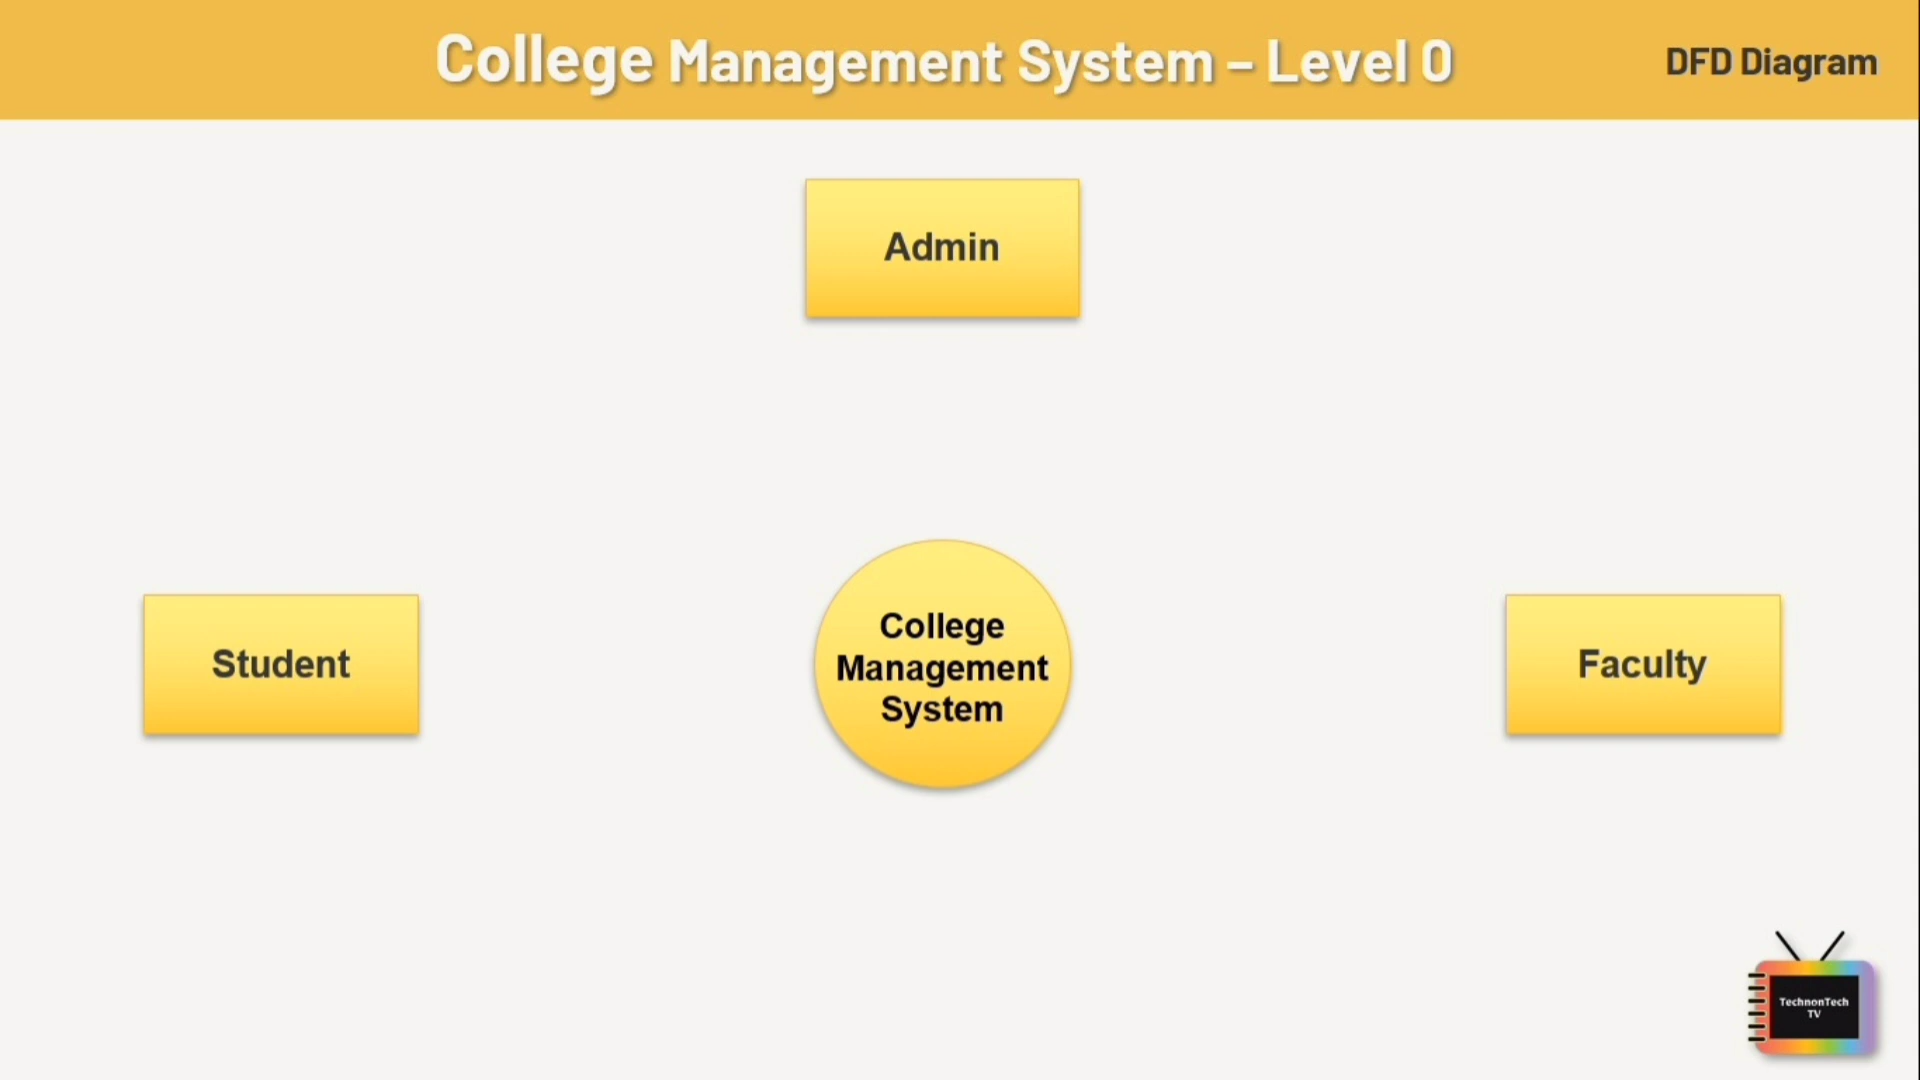 College Management System – Level 0
DFD Diagram
Admin
Student
College
Management
System
Faculty
TechnonTech
TV